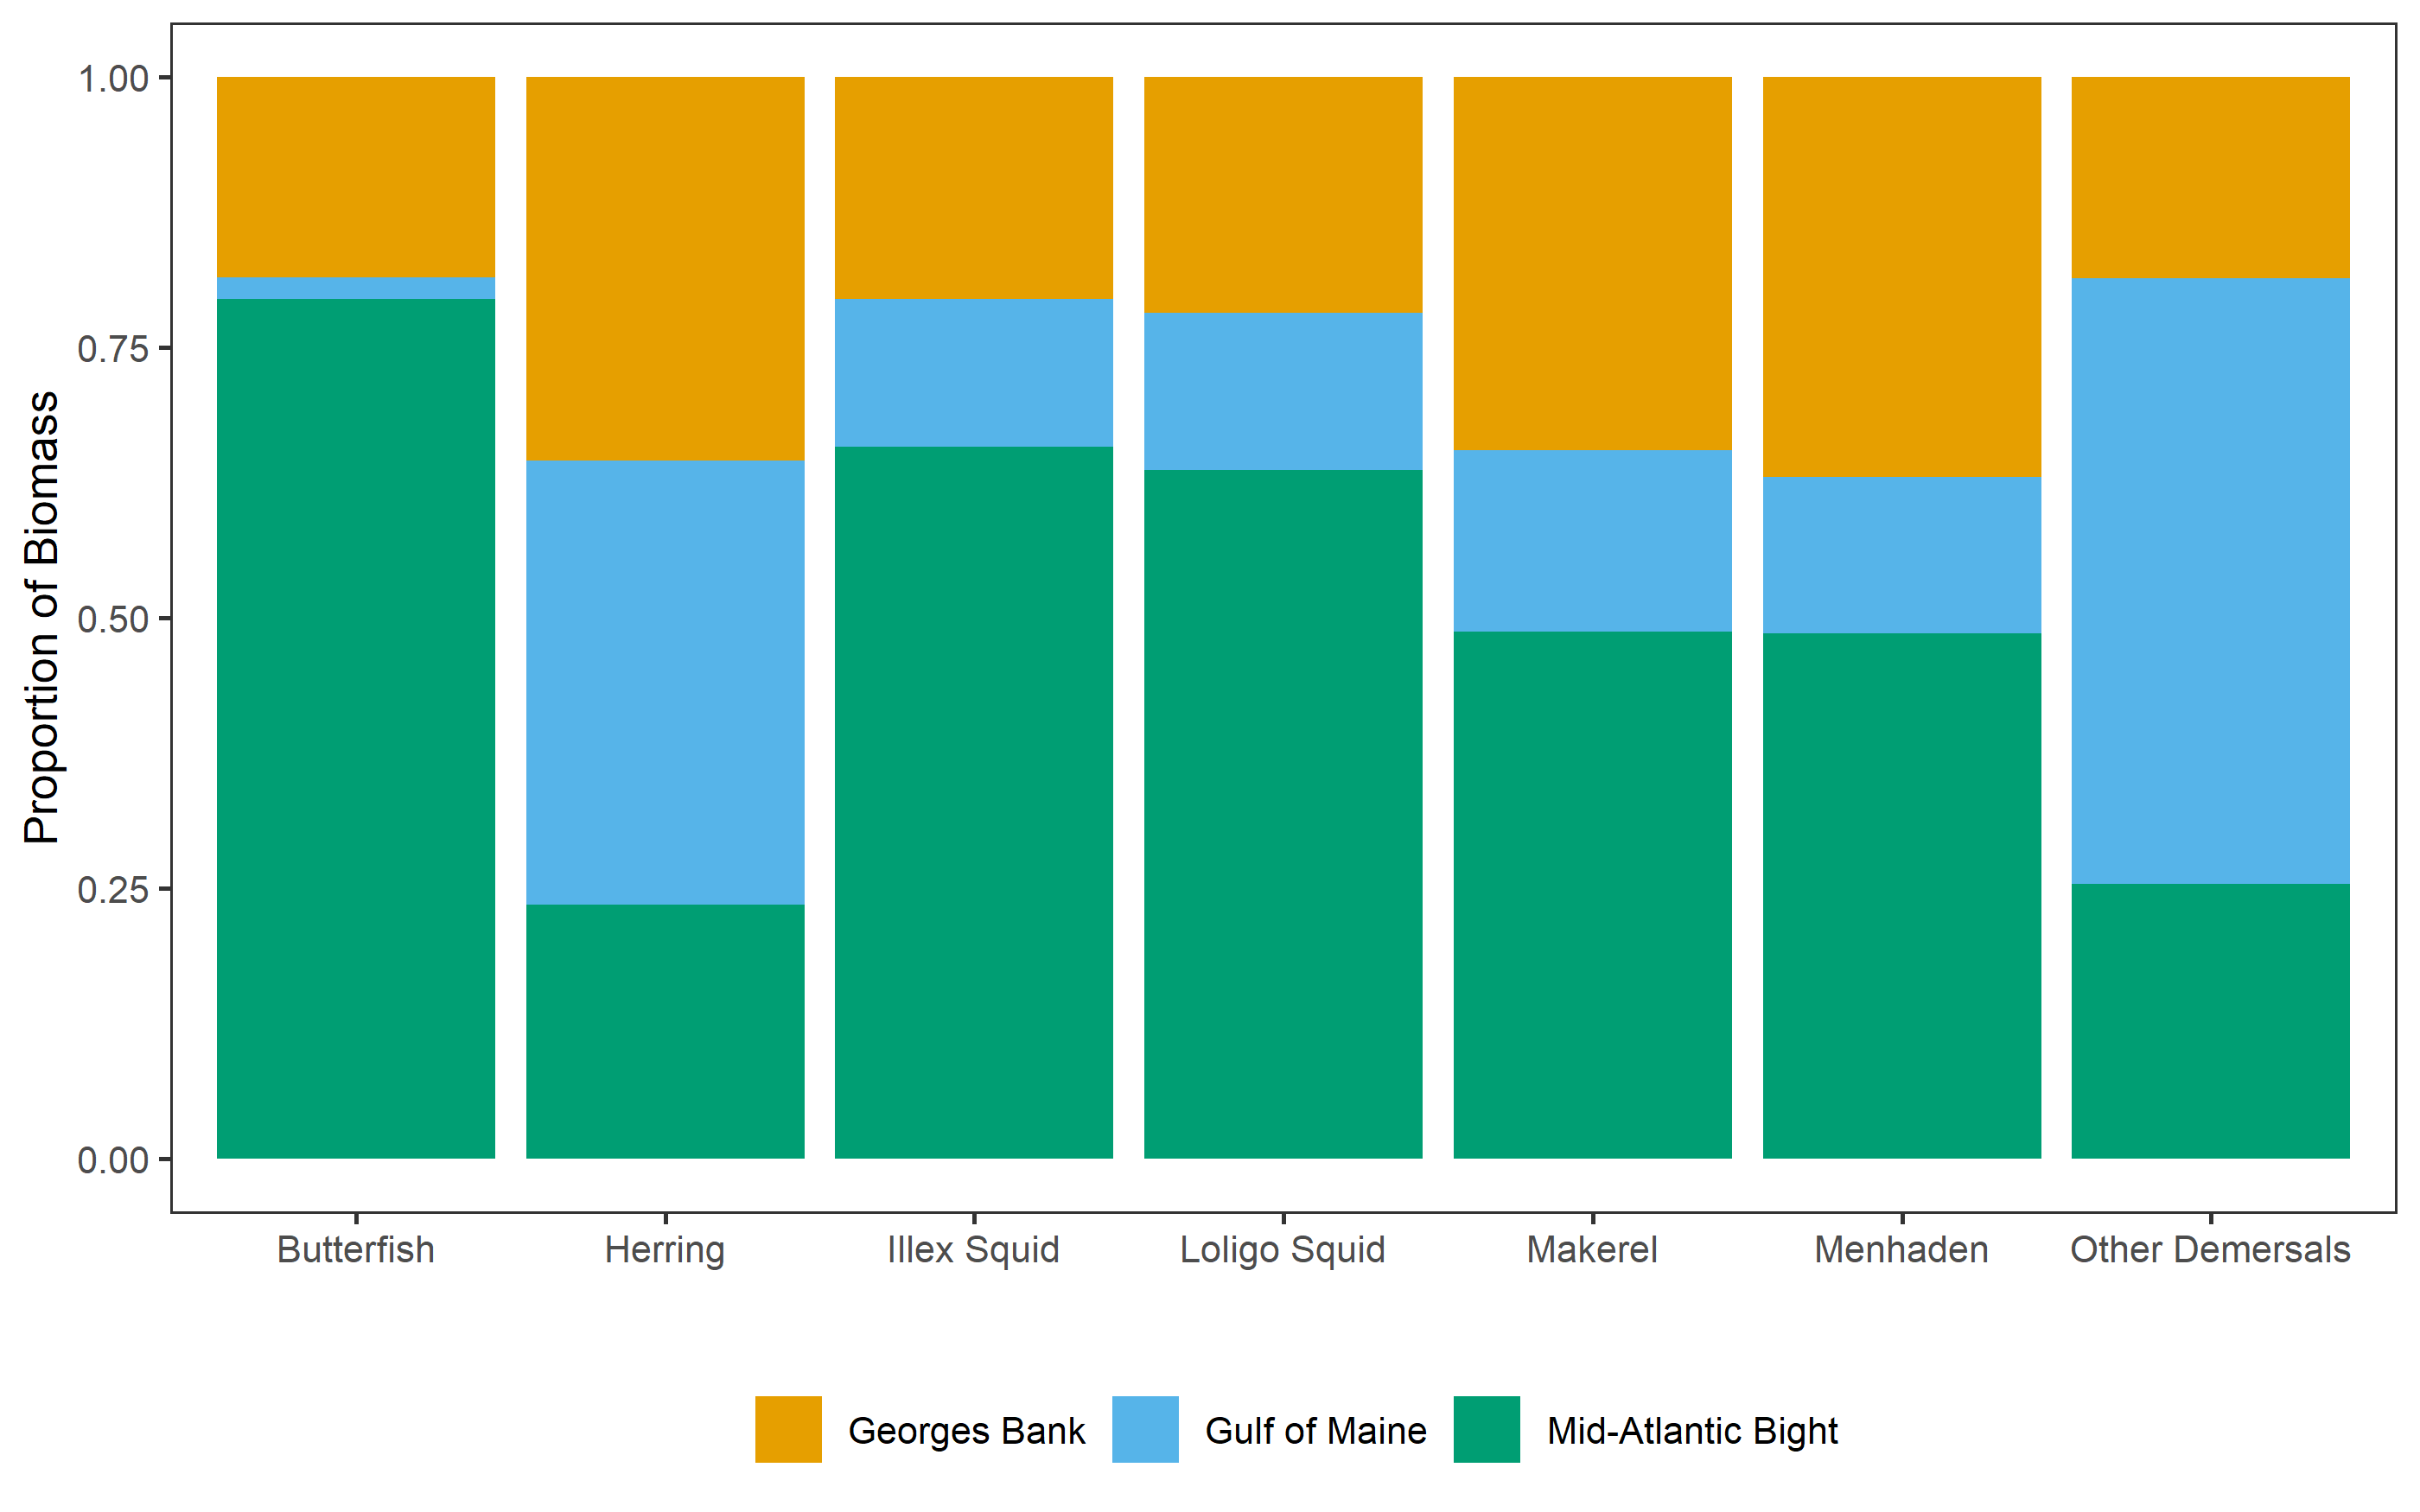 Proportion of Biomass
1.00
0.75
0.50
0.25
0.00
Butterfish
Herring
Illex Squid
Loligo Squid
Makerel
Menhaden
Other Demersals
Georges Bank
Gulf of Maine
Mid-Atlantic Bight